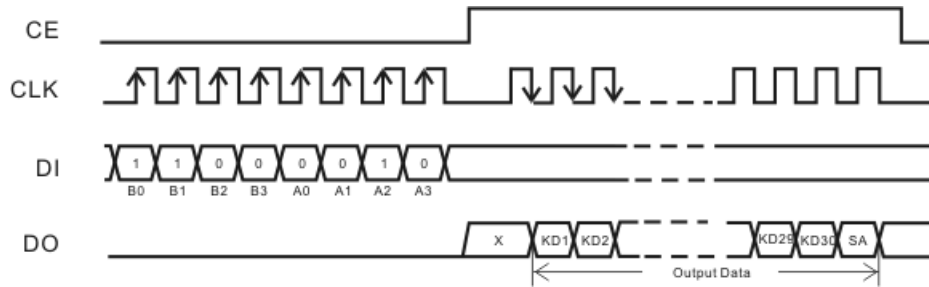 CE
CLK
DI
1 1 0 0 0 0 1 0
B0 B1 B2 B3 A0 A1 A2 A3
DO
X KD1 KD2 KD29 KD30 SA
Output Data